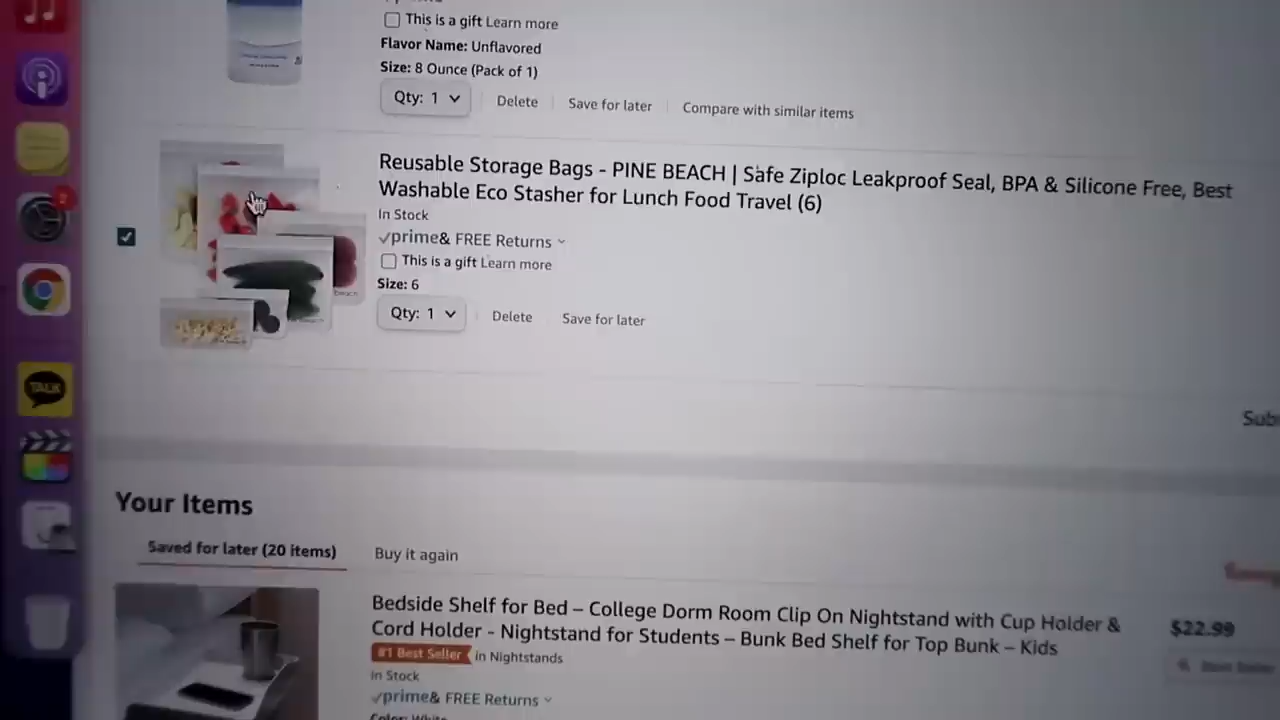 This is a gift Learn more
Flavor Name: Unflavored
Size: 8 Ounce (Pack of 1)
Qty: 1
Delete
Save for later
Compare with similar items
Reusable Storage Bags - PINE BEACH | Safe Ziploc Leakproof Seal, BPA & Silicone Free, Best
Washable Eco Stasher for Lunch Food Travel (6)
In Stock
prime& FREE Returns
This is a gift Learn more
Size: 6
Qty: 1
Delete
Save for later
TALK
Your Items
Saved for later (20 items)
Buy it again
Bedside Shelf for Bed – College Dorm Room Clip On Nightstand with Cup Holder &
Cord Holder - Nightstand for Students – Bunk Bed Shelf for Top Bunk – Kids
$22.99
#1 Best Seller in Nightstands
In Stock
prime& FREE Returns
Color: White